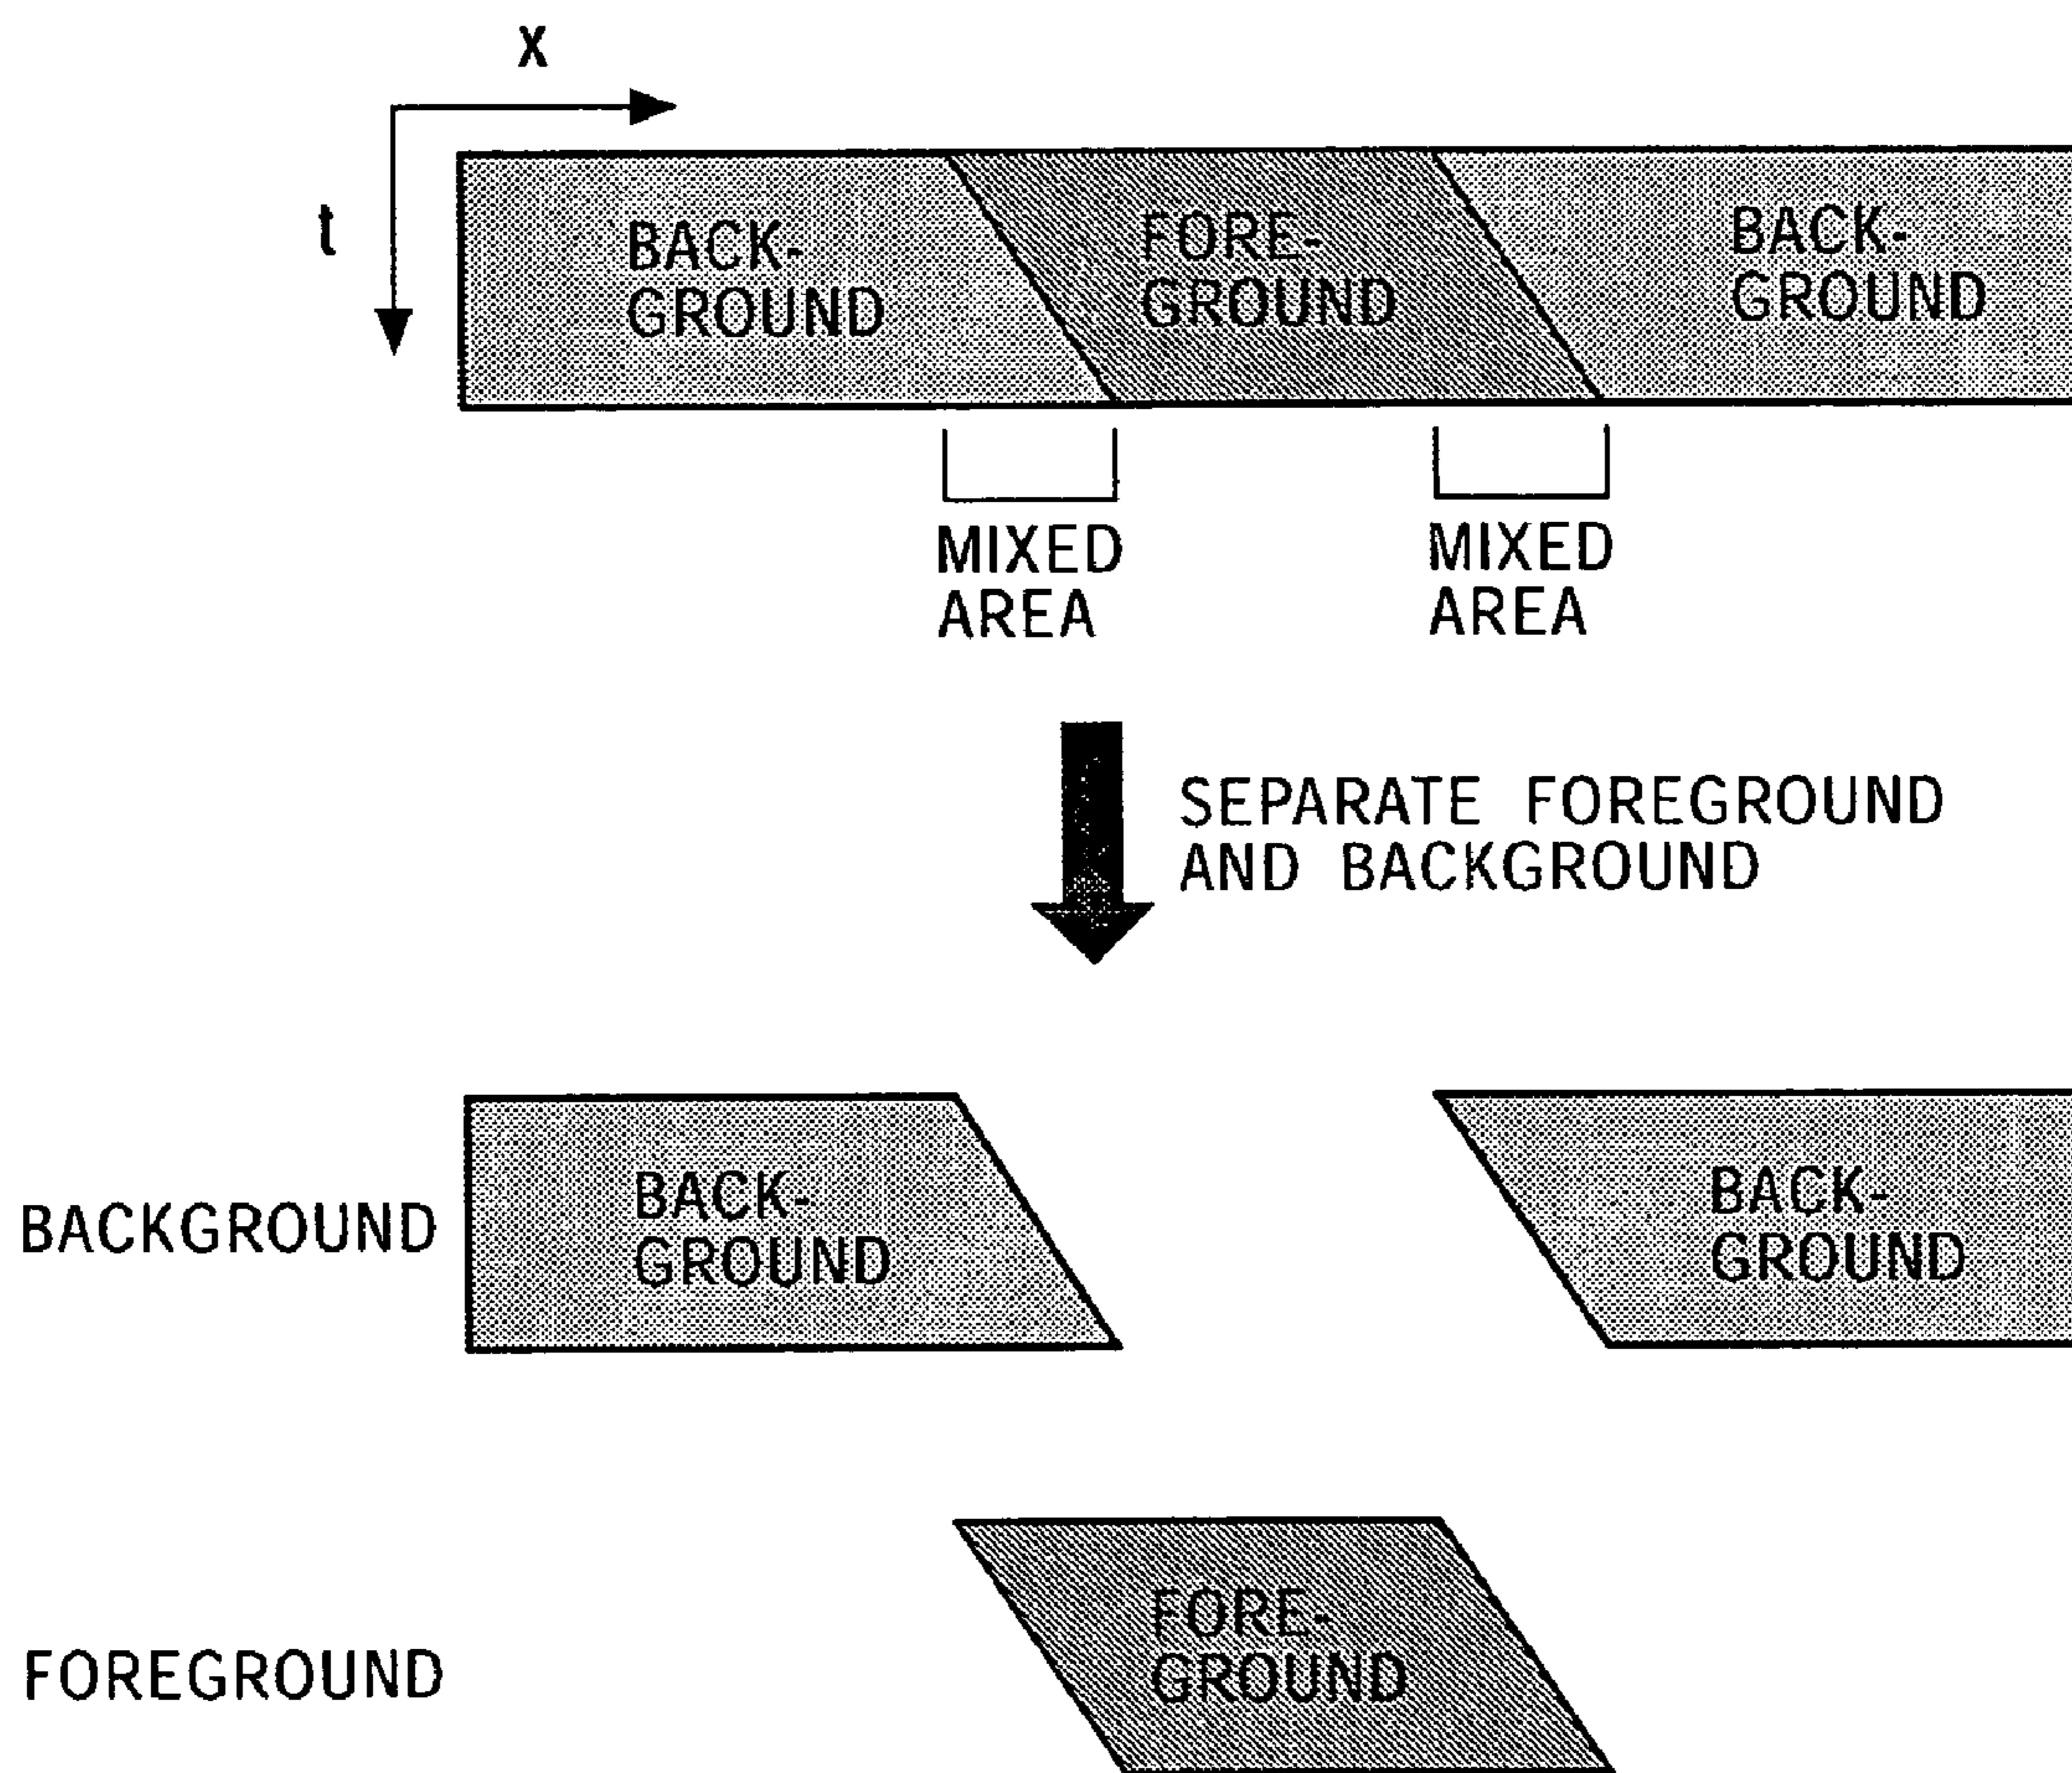 x
t
BACK-
GROUND
FORE-
GROUND
BACK-
GROUND
MIXED
AREA
MIXED
AREA
SEPARATE FOREGROUND
AND BACKGROUND
BACKGROUND
BACK-
GROUND
BACK-
GROUND
FOREGROUND
FORE-
GROUND